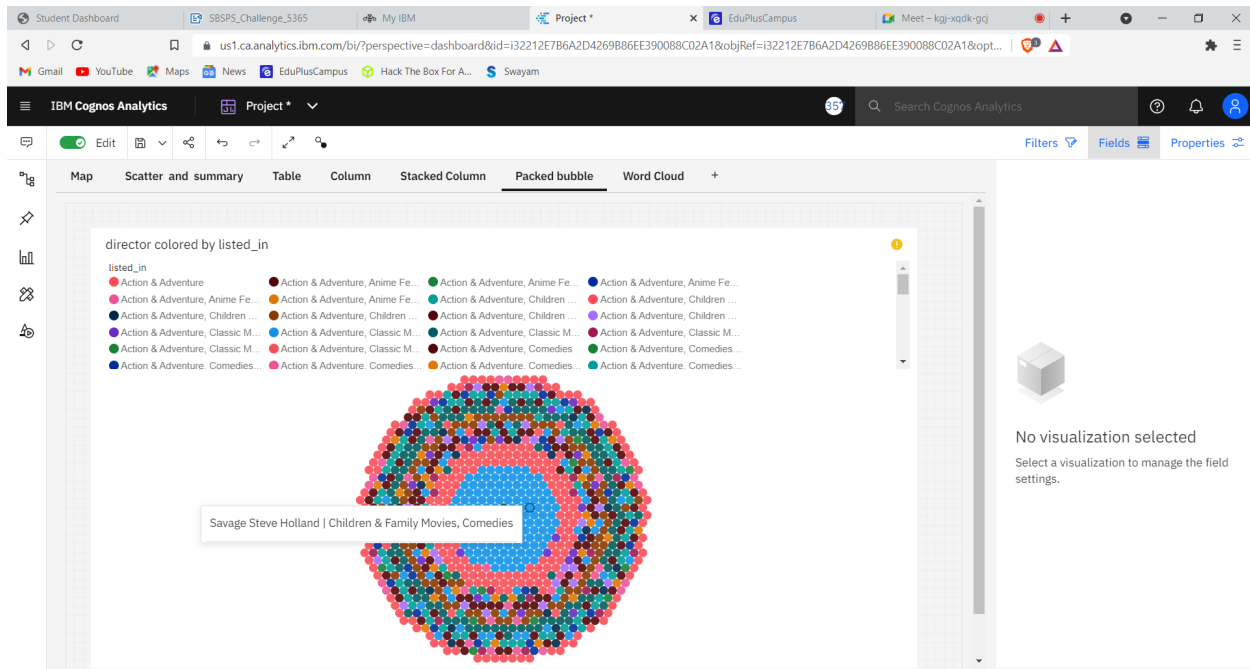 Student Dashboard SBSPS_Challenge_5365 My IBM Project * EduPlusCampus Meet – kgj-xqdk-gcj
us1.ca.analytics.ibm.com/bi/?perspective=dashboard&id=i32212E7B6A2D4269B86EE390088C02A1&objRef=i32212E7B6A2D4269B86EE390088C02A1&opt... 3
Gmail YouTube Maps News EduPlusCampus Hack The Box For A... Swayam
IBM Cognos Analytics Project * 35? Search Cognos Analytics
Edit Filters Fields Properties
Map Scatter and summary Table Column Stacked Column Packed bubble Word Cloud +
director colored by listed_in
listed_in
Action & Adventure Action & Adventure, Anime Fe... Action & Adventure, Anime Fe... Action & Adventure, Anime Fe...
Action & Adventure, Anime Fe... Action & Adventure, Anime Fe... Action & Adventure, Children ... Action & Adventure, Children ...
Action & Adventure, Children ... Action & Adventure, Children ... Action & Adventure, Children ... Action & Adventure, Children ...
Action & Adventure, Classic M... Action & Adventure, Classic M... Action & Adventure, Classic M... Action & Adventure, Classic M...
Action & Adventure, Classic M... Action & Adventure, Classic M... Action & Adventure, Comedies Action & Adventure, Comedies...
Action & Adventure, Comedies... Action & Adventure, Comedies... Action & Adventure, Comedies... Action & Adventure, Comedies...
Savage Steve Holland | Children & Family Movies, Comedies
No visualization selected
Select a visualization to manage the field
settings.